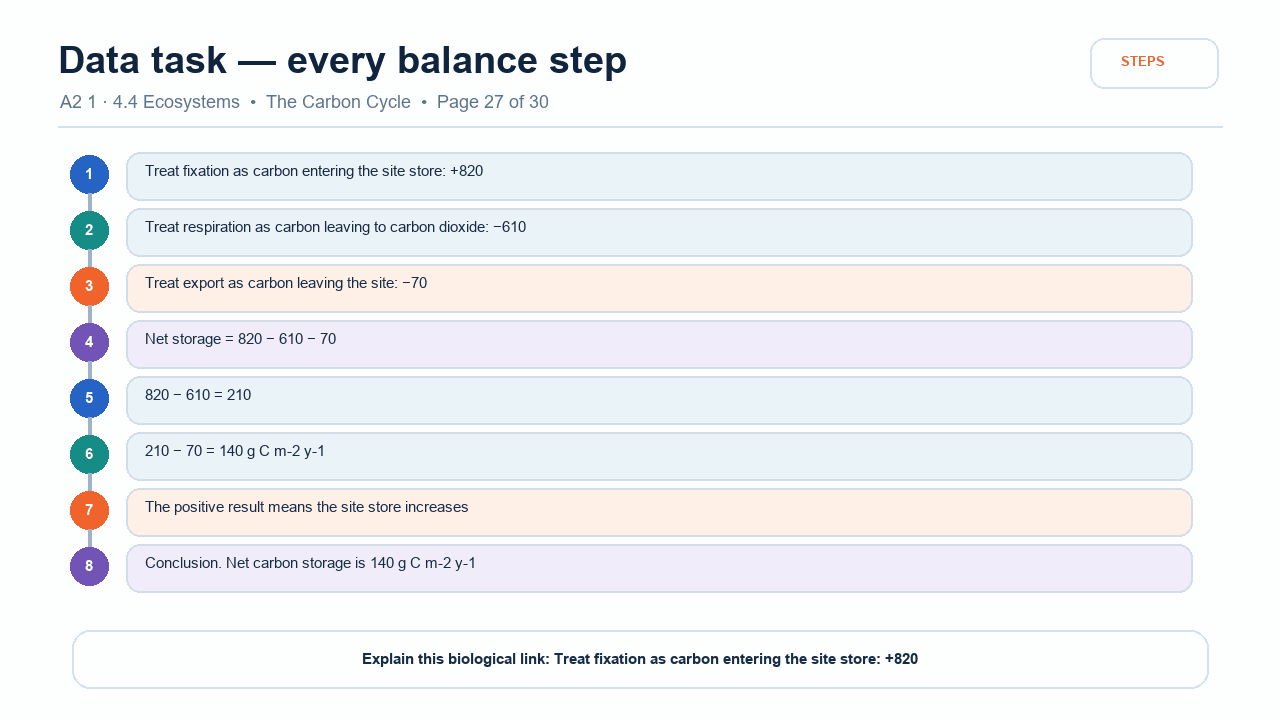 Data task — every balance step
STEPS
A2 1 · 4.4 Ecosystems • The Carbon Cycle • Page 27 of 30
1 Treat fixation as carbon entering the site store: +820
2 Treat respiration as carbon leaving to carbon dioxide: −610
3 Treat export as carbon leaving the site: −70
4 Net storage = 820 − 610 − 70
5 820 − 610 = 210
6 210 − 70 = 140 g C m-2 y-1
7 The positive result means the site store increases
8 Conclusion. Net carbon storage is 140 g C m-2 y-1
Explain this biological link: Treat fixation as carbon entering the site store: +820